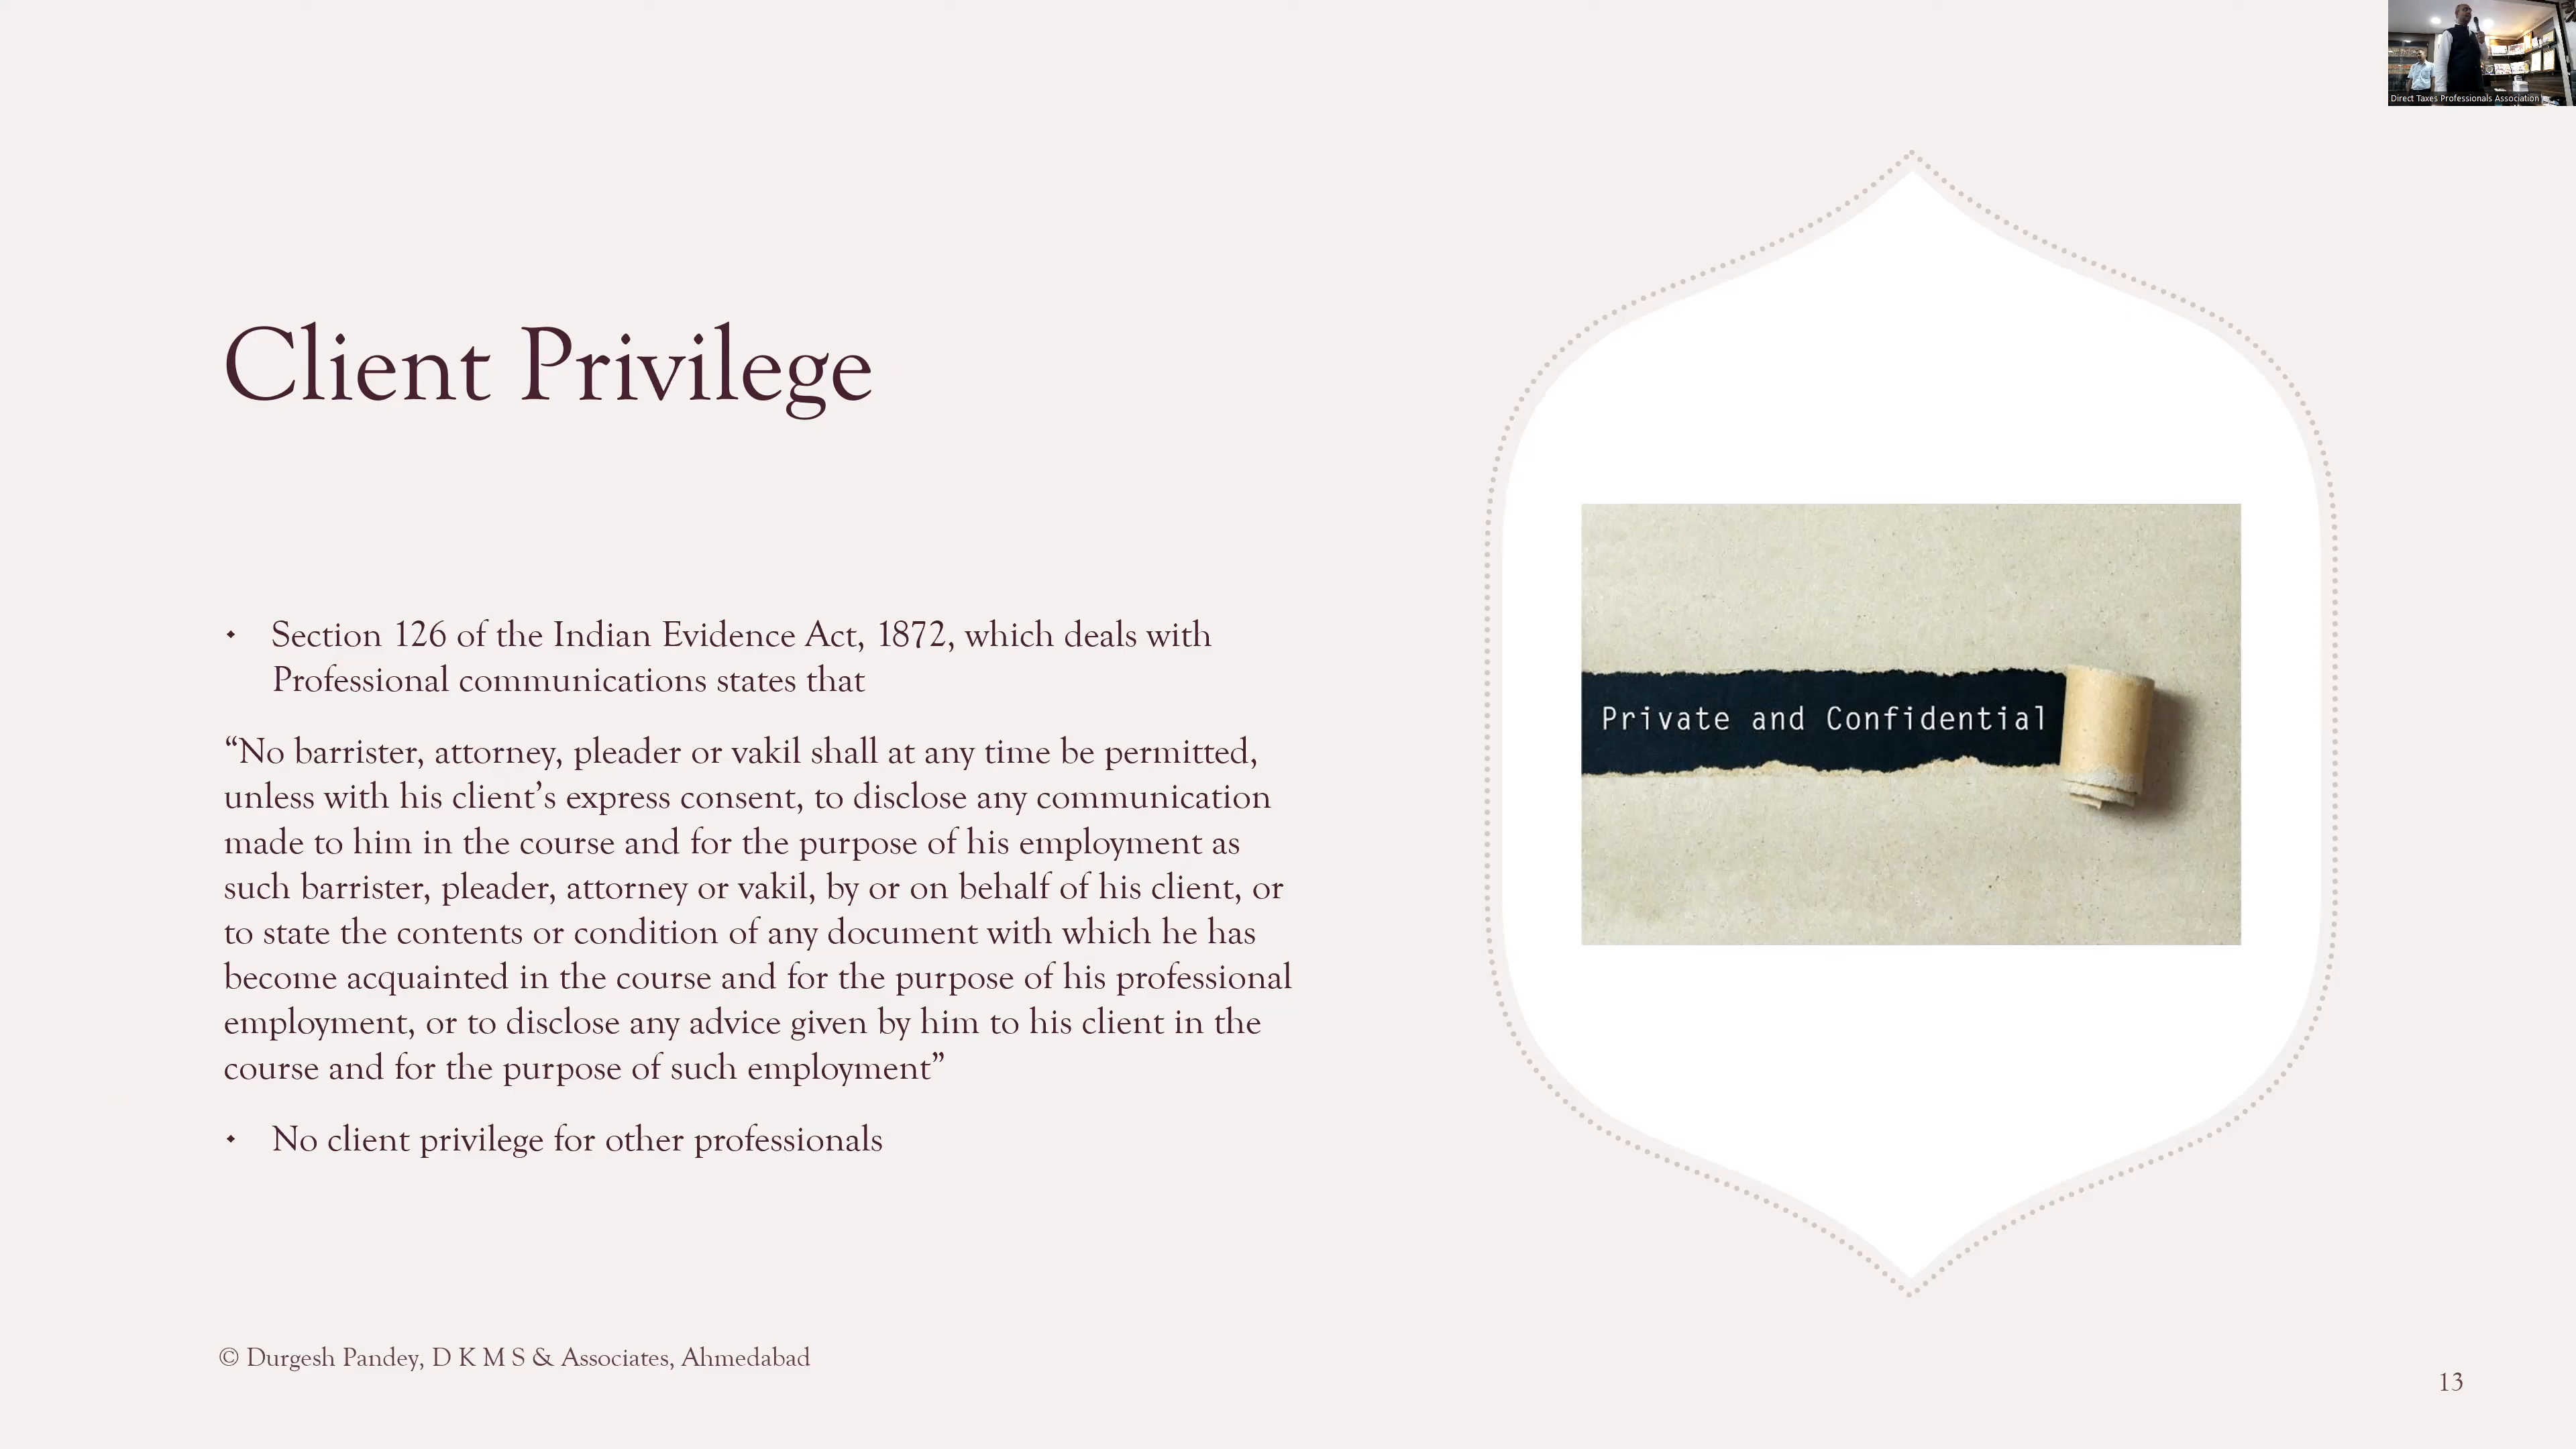 Direct Taxes Professionals Association
Client Privilege
• Section 126 of the Indian Evidence Act, 1872, which deals with
Professional communications states that
“No barrister, attorney, pleader or vakil shall at any time be permitted,
unless with his client’s express consent, to disclose any communication
made to him in the course and for the purpose of his employment as
such barrister, pleader, attorney or vakil, by or on behalf of his client, or
to state the contents or condition of any document with which he has
become acquainted in the course and for the purpose of his professional
employment, or to disclose any advice given by him to his client in the
course and for the purpose of such employment”
• No client privilege for other professionals
Private and Confidential
© Durgesh Pandey, D K M S & Associates, Ahmedabad
13